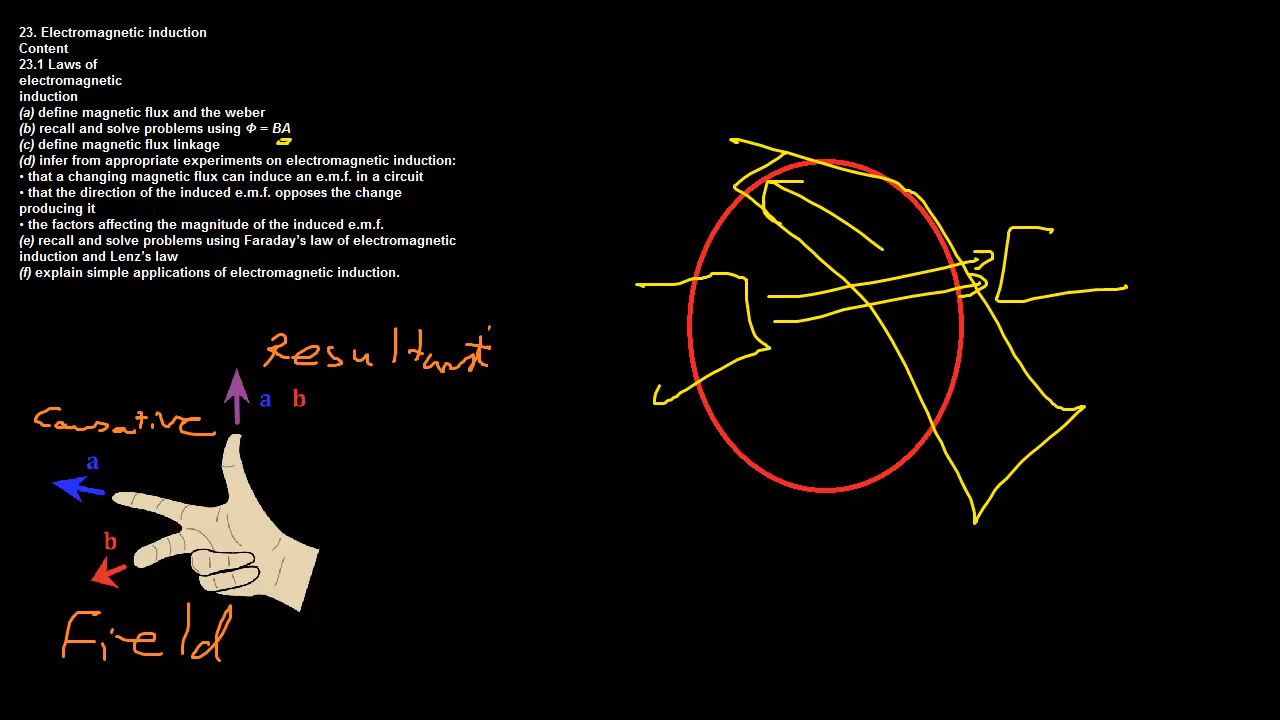 23. Electromagnetic induction
Content
23.1 Laws of
electromagnetic
induction
(a) define magnetic flux and the weber
(b) recall and solve problems using Φ = BA
(c) define magnetic flux linkage
(d) infer from appropriate experiments on electromagnetic induction:
• that a changing magnetic flux can induce an e.m.f. in a circuit
• that the direction of the induced e.m.f. opposes the change
producing it
• the factors affecting the magnitude of the induced e.m.f.
(e) recall and solve problems using Faraday's law of electromagnetic
induction and Lenz's law
(f) explain simple applications of electromagnetic induction.
Resultant
a b
Causative
a
b
Field